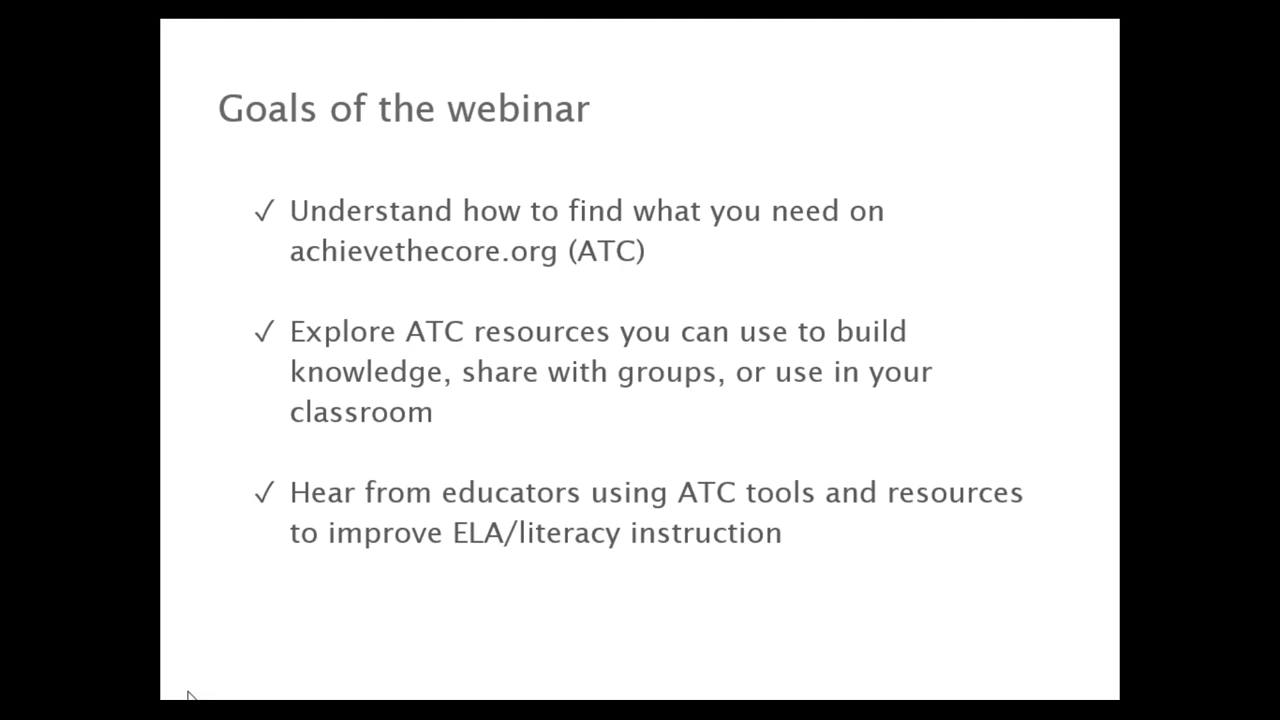 Goals of the webinar
✓ Understand how to find what you need on
achievethecore.org (ATC)
✓ Explore ATC resources you can use to build
knowledge, share with groups, or use in your
classroom
✓ Hear from educators using ATC tools and resources
to improve ELA/literacy instruction